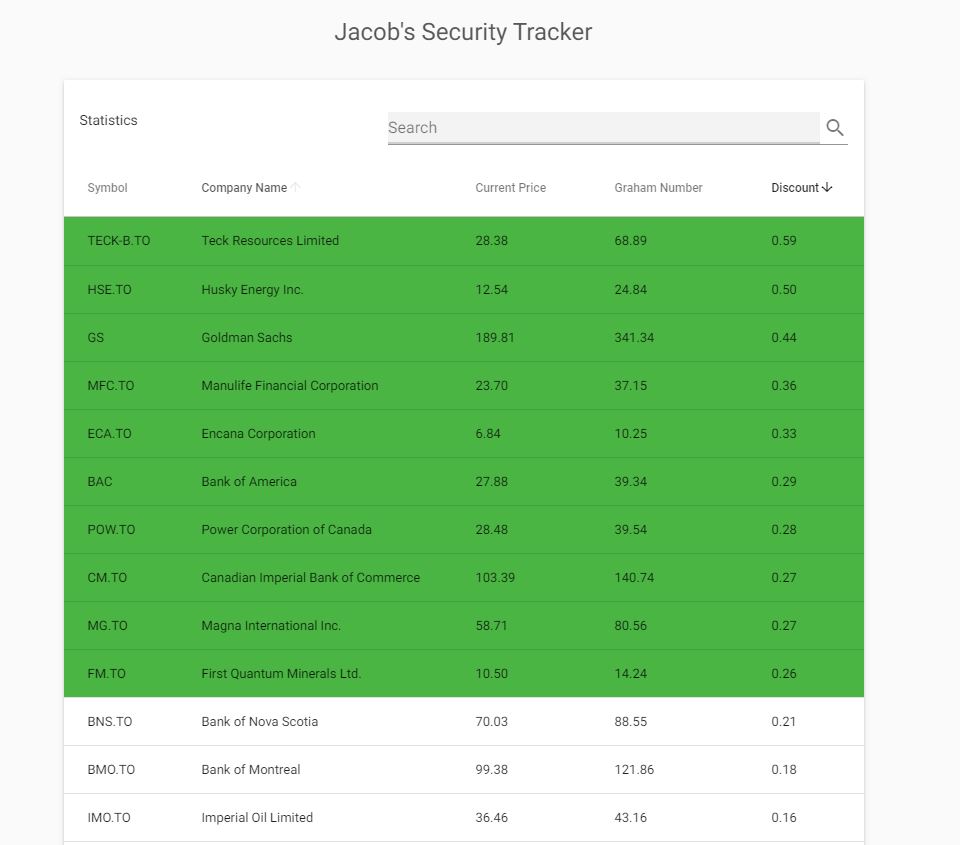 Jacob's Security Tracker
Statistics
Search
Symbol Company Name Current Price Graham Number Discount
TECK-B.TO Teck Resources Limited 28.38 68.89 0.59
HSE.TO Husky Energy Inc. 12.54 24.84 0.50
GS Goldman Sachs 189.81 341.34 0.44
MFC.TO Manulife Financial Corporation 23.70 37.15 0.36
ECA.TO Encana Corporation 6.84 10.25 0.33
BAC Bank of America 27.88 39.34 0.29
POW.TO Power Corporation of Canada 28.48 39.54 0.28
CM.TO Canadian Imperial Bank of Commerce 103.39 140.74 0.27
MG.TO Magna International Inc. 58.71 80.56 0.27
FM.TO First Quantum Minerals Ltd. 10.50 14.24 0.26
BNS.TO Bank of Nova Scotia 70.03 88.55 0.21
BMO.TO Bank of Montreal 99.38 121.86 0.18
IMO.TO Imperial Oil Limited 36.46 43.16 0.16